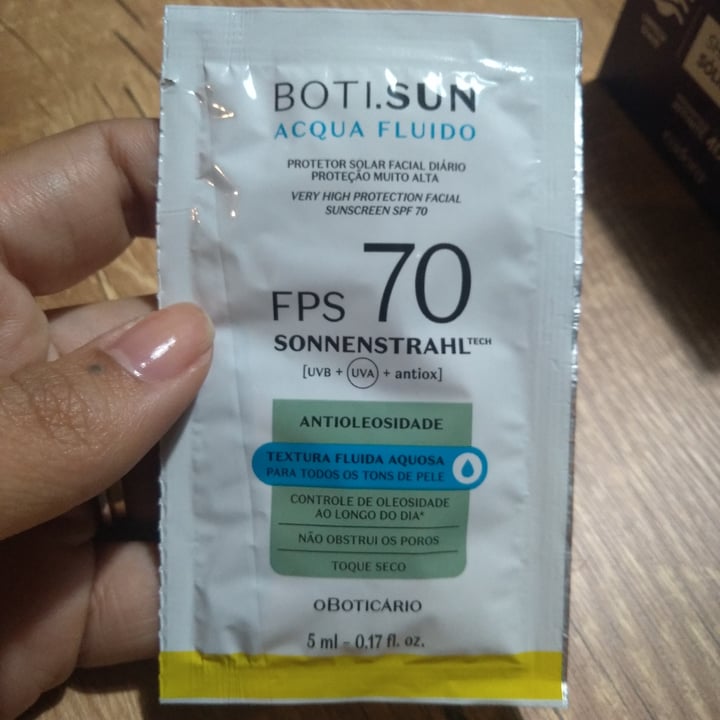 BOTI.SUN
ACQUA FLUIDO
PROTETOR SOLAR FACIAL DIÁRIO
PROTEÇÃO MUITO ALTA
VERY HIGH PROTECTION FACIAL
SUNSCREEN SPF 70
FPS 70
SONNENSTRAHLTECH
[UVB + UVA + antiox]
ANTIOLEOSIDADE
TEXTURA FLUIDA AQUOSA
PARA TODOS OS TONS DE PELE
CONTROLE DE OLEOSIDADE
AO LONGO DO DIA*
NÃO OBSTRUI OS POROS
TOQUE SECO
oBOTICÁRIO
5 ml - 0,17 fl. oz.